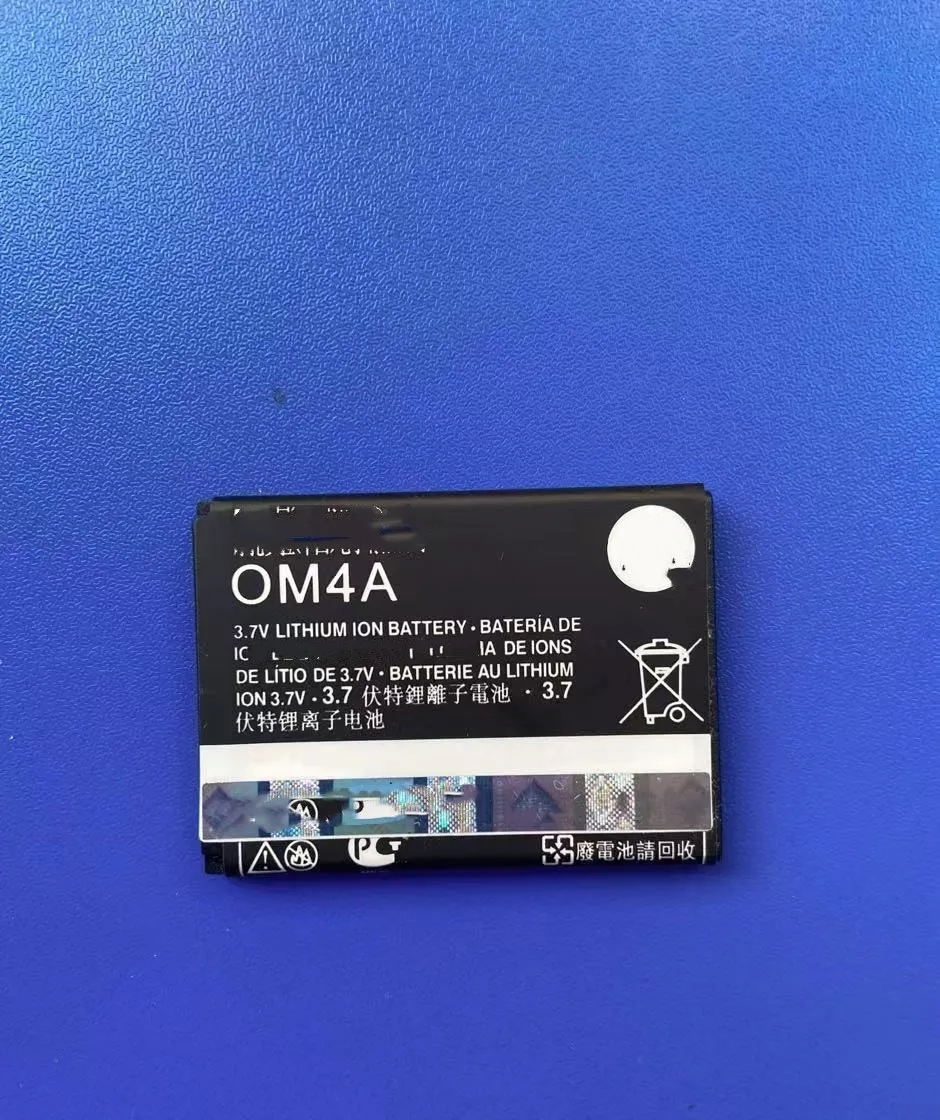 OM4A
3.7V LITHIUM ION BATTERY • BATERÍA DE
IA DE IONS
DE LÍTIO DE 3.7V • BATTERIE AU LITHIUM
ION 3.7V • 3.7 伏特鋰離子電池 • 3.7
伏特锂离子电池
廢電池請回收